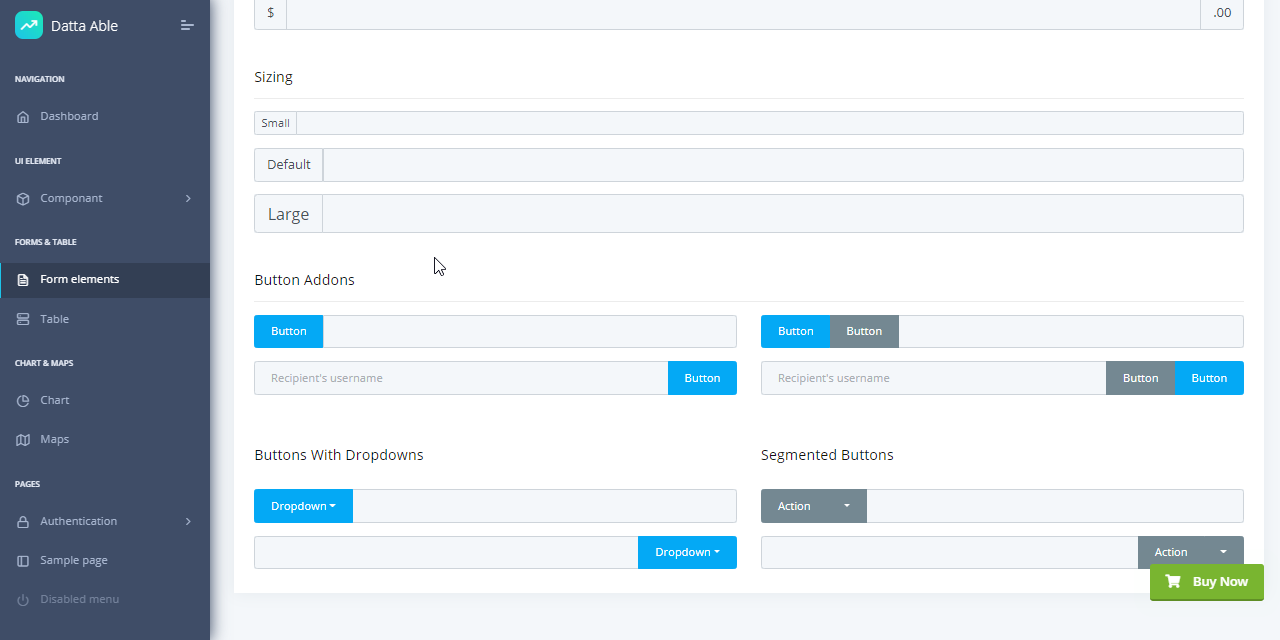 Datta Able
NAVIGATION
Dashboard
UI ELEMENT
Componant
FORMS & TABLE
Form elements
Table
CHART & MAPS
Chart
Maps
PAGES
Authentication
Sample page
Disabled menu
$ .00
Sizing
Small
Default
Large
Button Addons
Button
Button Button
Recipient's username Button
Recipient's username Button Button
Buttons With Dropdowns
Dropdown
Dropdown
Segmented Buttons
Action
Action
Buy Now